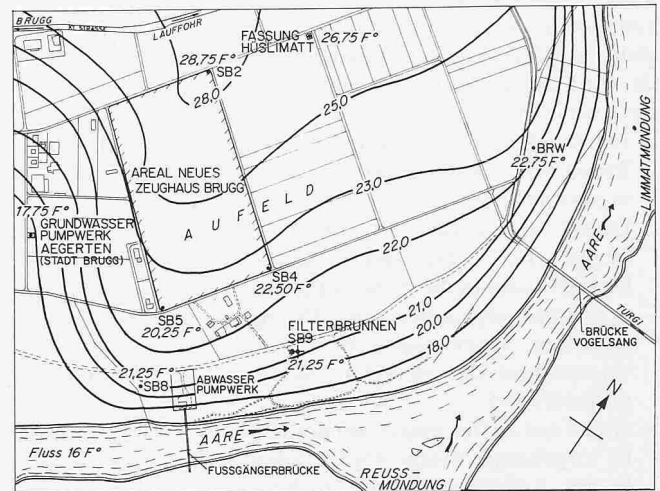 BRUGG
KT. STRASSE
LAUFFOHR
FASSUNG
HÜSLIMATT
26,75 F°
28,75 F°
SB2
28,0
25,0
BRW
22,75 F°
LIMMATMÜNDUNG
AREAL NEUES
ZEUGHAUS BRUGG
23,0
AUFELD
17,75 F°
GRUNDWASSER
PUMPWERK
AEGERTEN
(STADT BRUGG)
22,0
AARE
SB4
22,50 F°
SB5
20,25 F°
21,0
20,0
18,0
TURGI
BRÜCKE
VOGELSANG
FILTERBRUNNEN
SB9
21,25 F°
21,25 F°
SB8
ABWASSER
PUMPWERK
N
AARE
Fluss 16 F°
FUSSGÄNGERBRÜCKE
REUSS-
MÜNDUNG